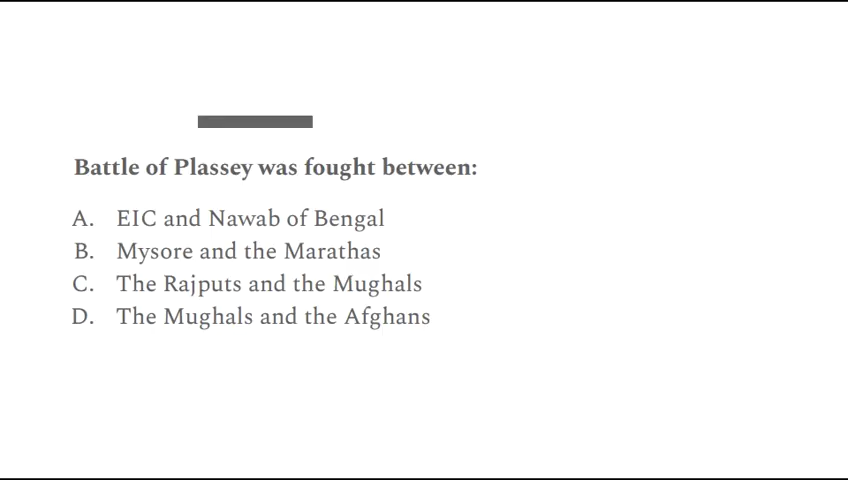 Battle of Plassey was fought between:
A. EIC and Nawab of Bengal
B. Mysore and the Marathas
C. The Rajputs and the Mughals
D. The Mughals and the Afghans